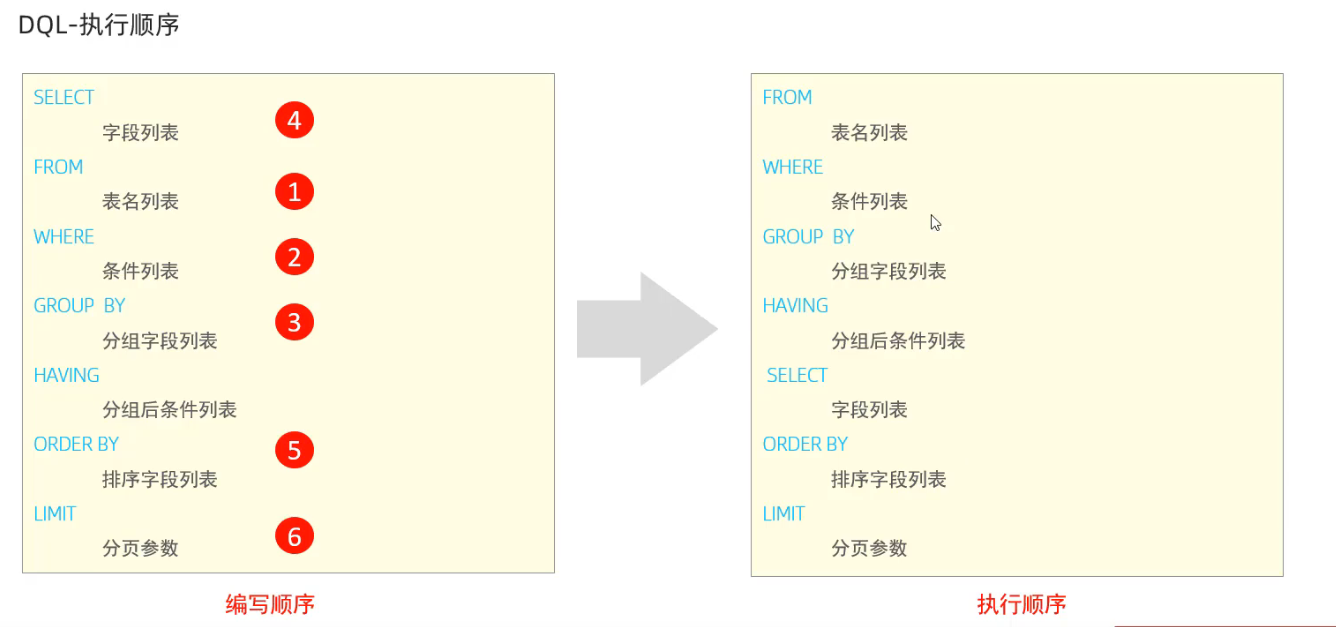 DQL-执行顺序
SELECT
字段列表
4
FROM
表名列表
1
WHERE
条件列表
2
GROUP BY
分组字段列表
3
HAVING
分组后条件列表
ORDER BY
排序字段列表
5
LIMIT
分页参数
6
编写顺序
FROM
表名列表
WHERE
条件列表
GROUP BY
分组字段列表
HAVING
分组后条件列表
SELECT
字段列表
ORDER BY
排序字段列表
LIMIT
分页参数
执行顺序